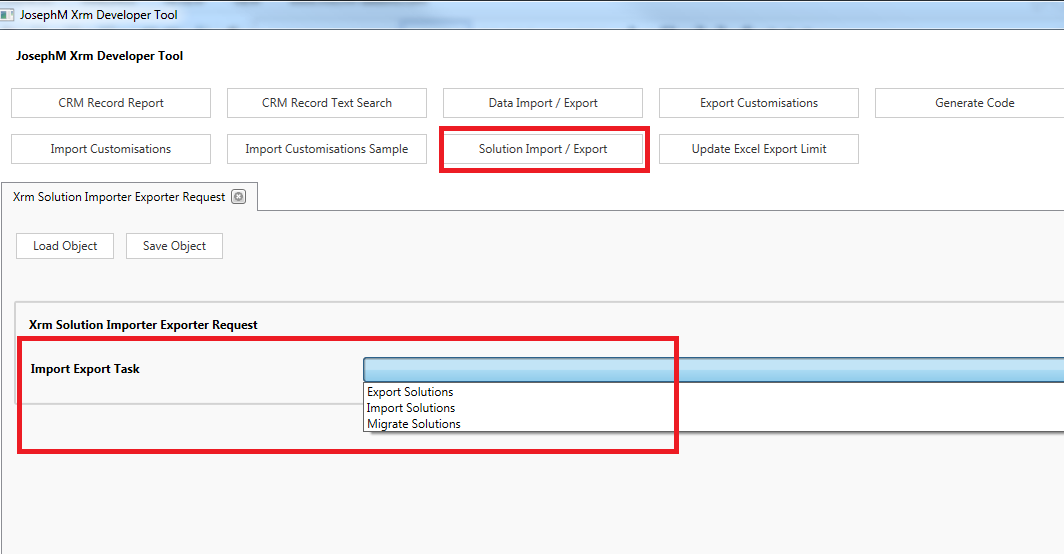 JosephM Xrm Developer Tool
JosephM Xrm Developer Tool
CRM Record Report CRM Record Text Search Data Import / Export Export Customisations Generate Code
Import Customisations Import Customisations Sample Solution Import / Export Update Excel Export Limit
Xrm Solution Importer Exporter Request
Load Object Save Object
Xrm Solution Importer Exporter Request
Import Export Task
Export Solutions
Import Solutions
Migrate Solutions